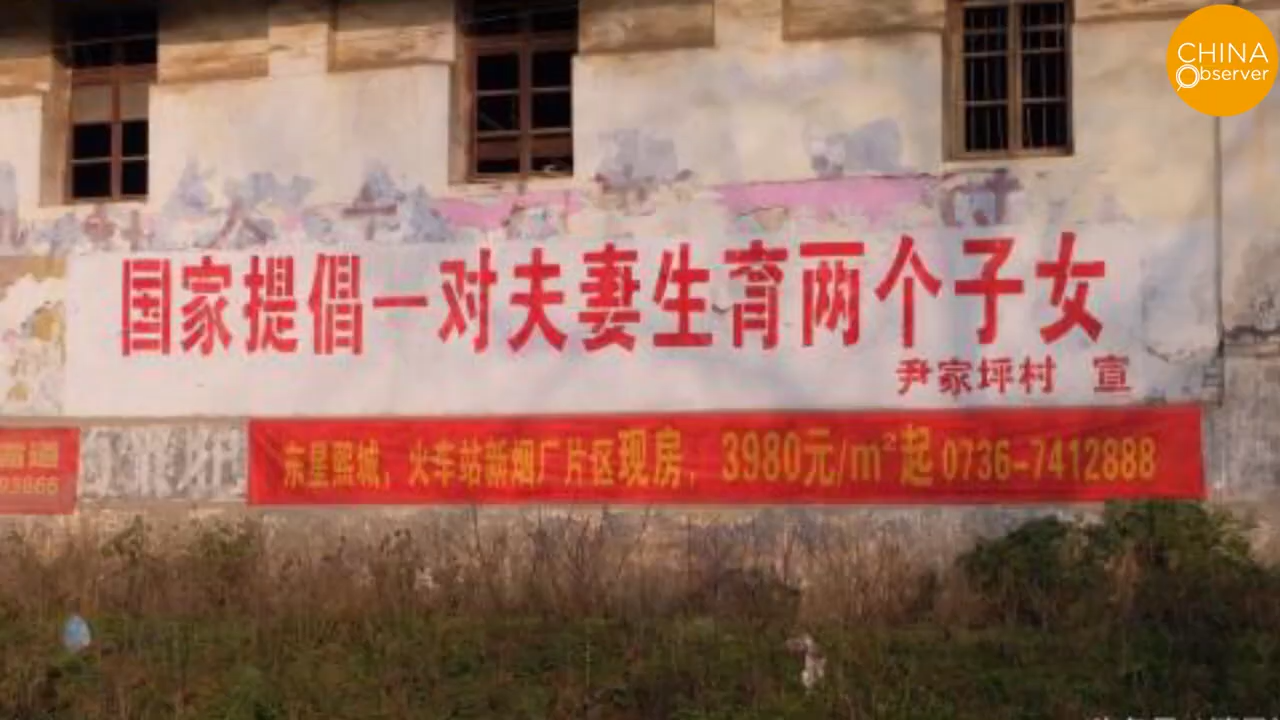 CHINA
Observer
国家提倡一对夫妻生育两个子女
尹家坪村 宣
东星熙城，火车站新烟厂片区现房，3980元/m²起 0736-7412888
93666